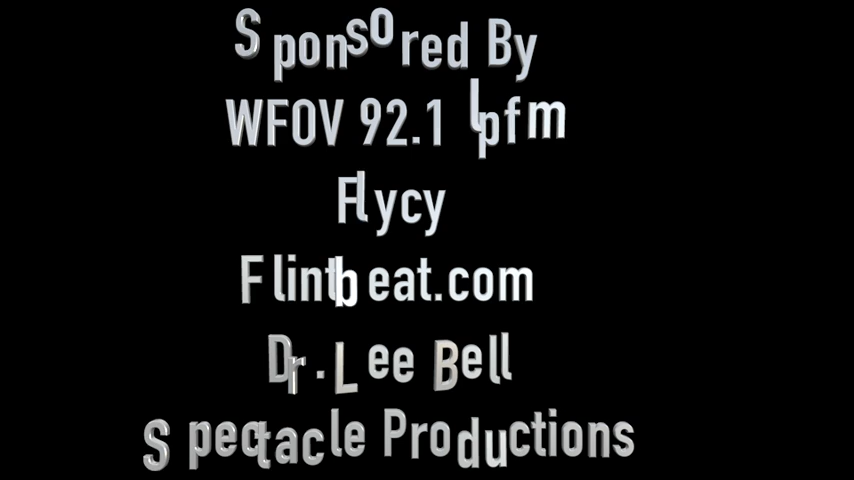 Sponsored By
WFOV 92.1 lpfm
Flycy
Flintbeat.com
Dr. Lee Bell
Spectacle Productions